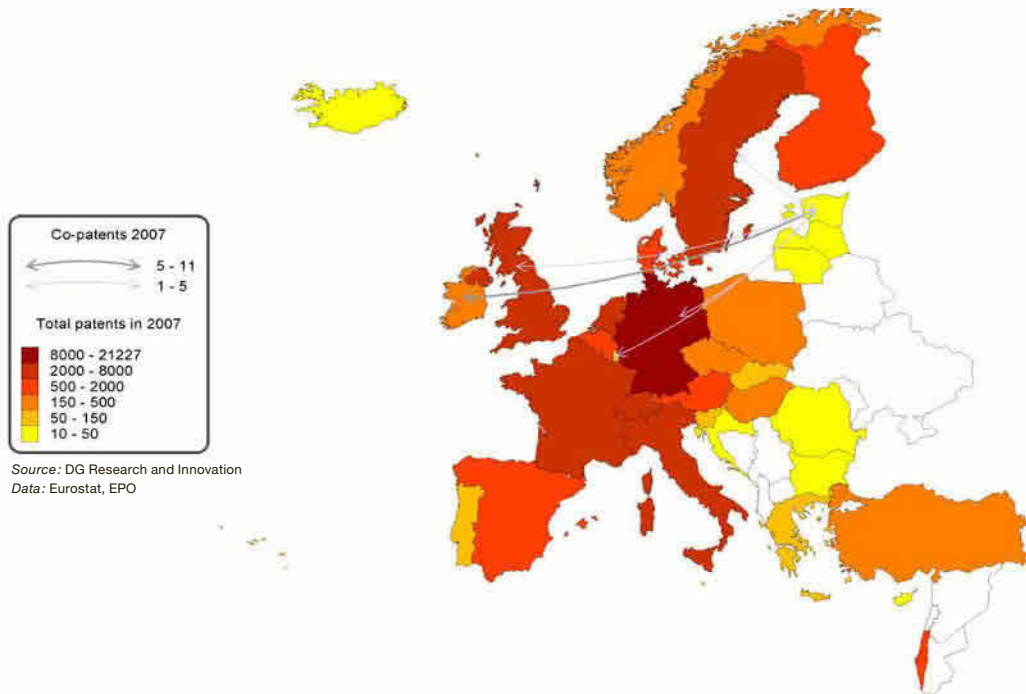 Co-patents 2007
5 - 11
1 - 5
Total patents in 2007
8000 - 21227
2000 - 8000
500 - 2000
150 - 500
50 - 150
10 - 50
Source: DG Research and Innovation
Data: Eurostat, EPO